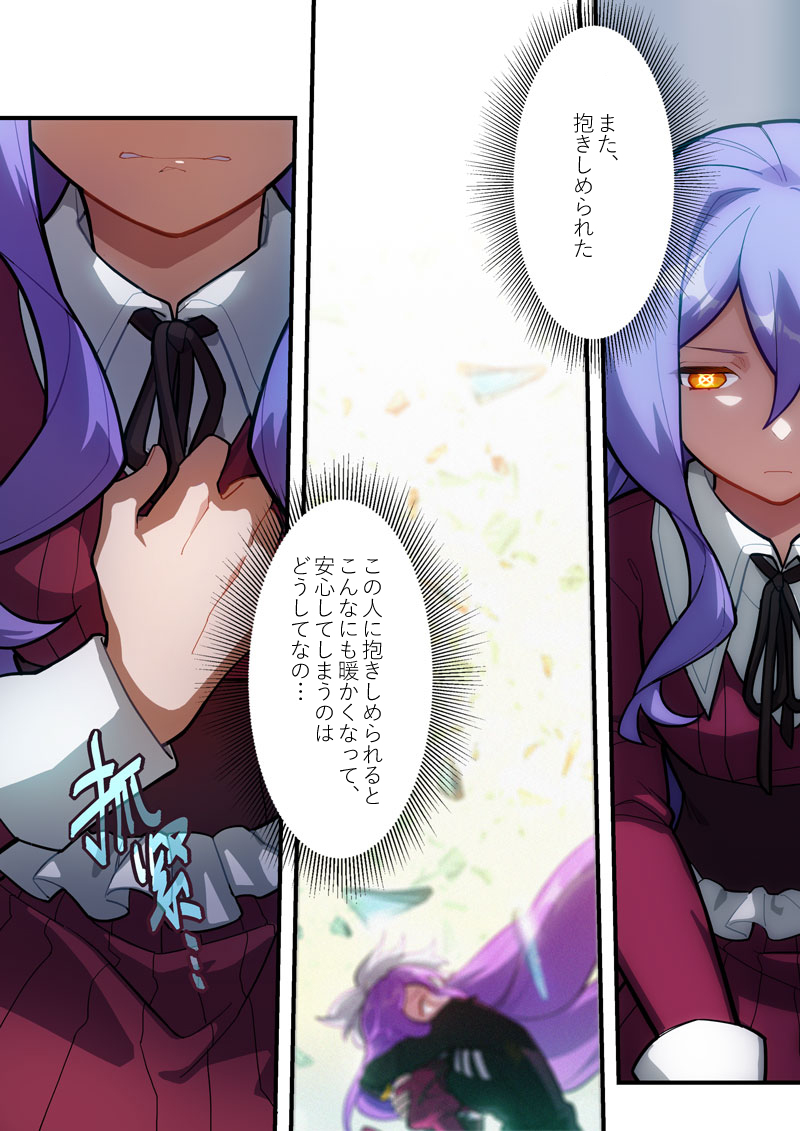 また、
抱きしめられた
この人に抱きしめられると
こんなにも暖かくなって、
安心してしまうのは
どうしてなの…
抓緊……